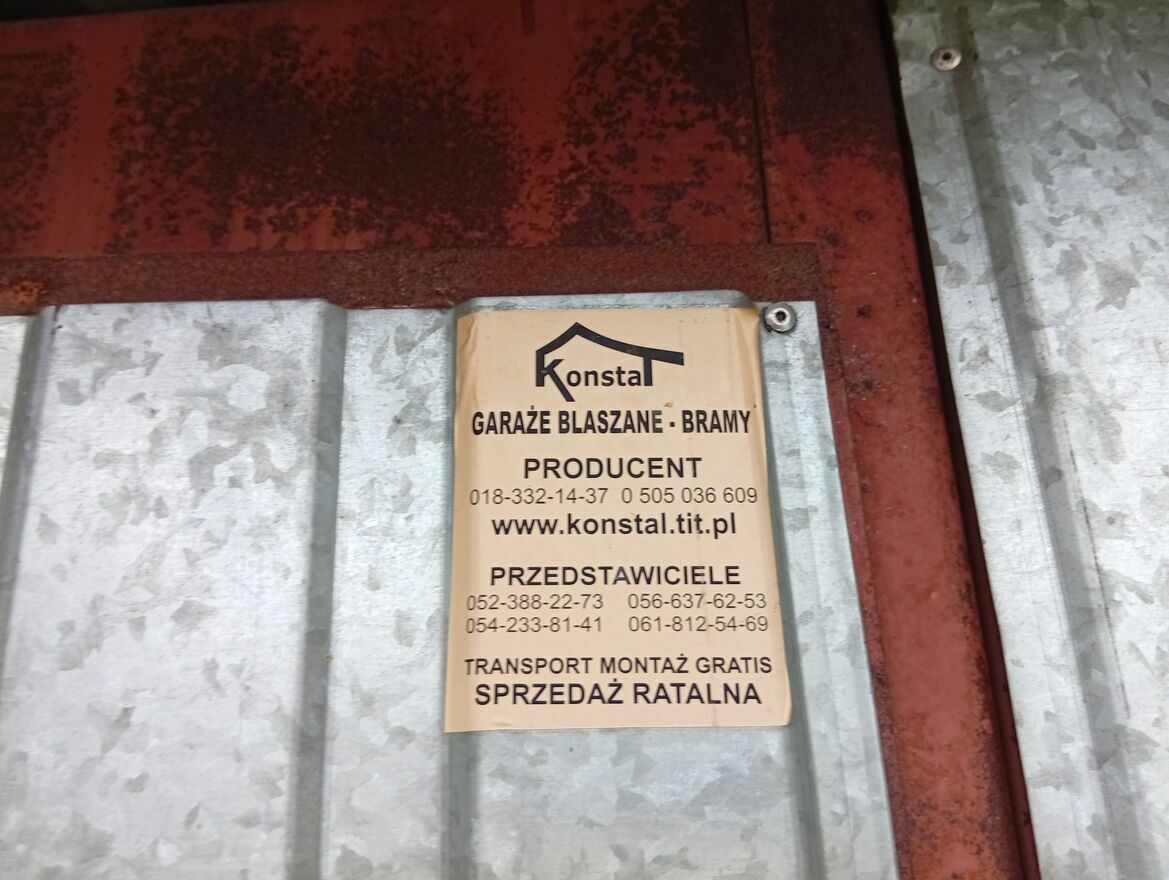 Konstal
GARAŻE BLASZANE - BRAMY
PRODUCENT
018-332-14-37 0 505 036 609
www.konstal.tit.pl
PRZEDSTAWICIELE
052-388-22-73 056-637-62-53
054-233-81-41 061-812-54-69
TRANSPORT MONTAŻ GRATIS
SPRZEDAŻ RATALNA